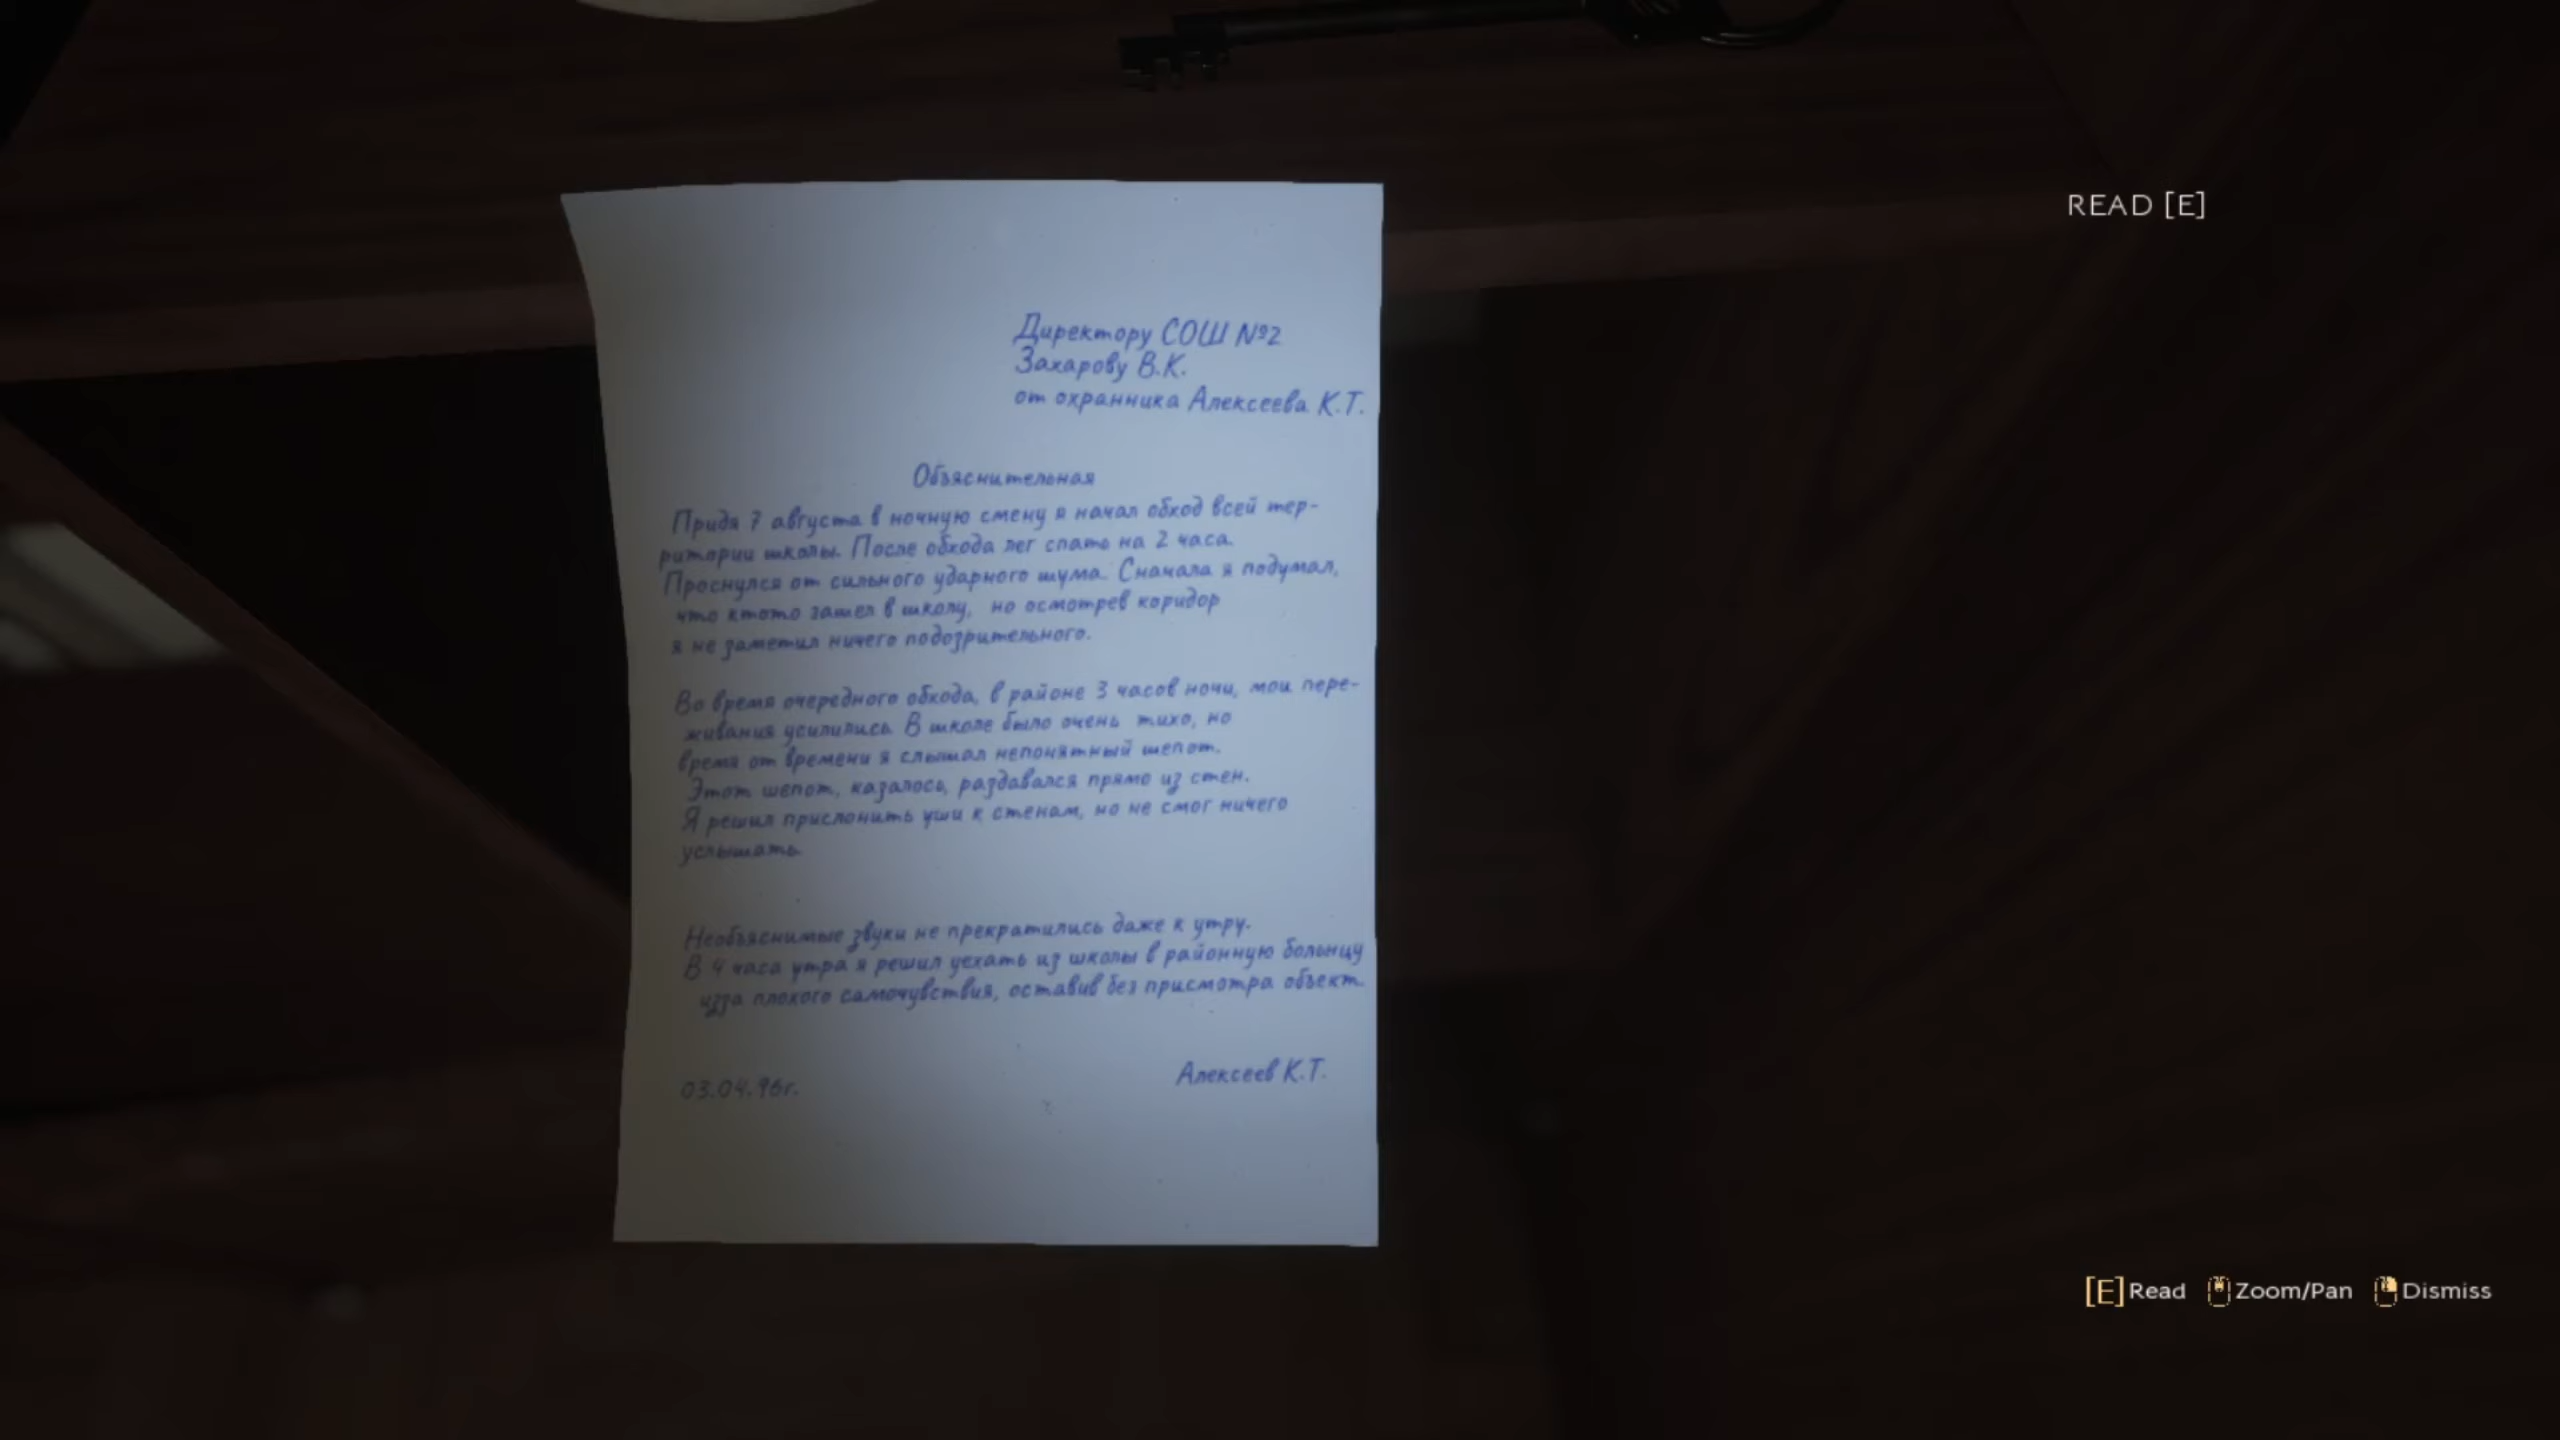 READ [E]
Директору СОШ №2
Захарову В.К.
от охранника Алексеева К.Т.
Объяснительная
Придя 7 августа в ночную смену я начал обход всей тер-
ритории школы. После обхода лег спать на 2 часа.
Проснулся от сильного ударного шума. Сначала я подумал,
что ктото зашел в школу, но осмотрев коридор
я не заметил ничего подозрительного.
Во время очередного обхода, в районе 3 часов ночи, мои пере-
живания усилились. В школе было очень тихо, но
время от времени я слышал непонятный шепот.
Этот шепот, казалось, раздавался прямо из стен.
Я решил прислонить уши к стенам, но не смог ничего
услышать.
Необъяснимые звуки не прекратились даже к утру.
В 4 часа утра я решил уехать из школы в районную больнцу
изза плохого самочувствия, оставив без присмотра объект.
03.04.96г.
Алексеев К.Т.
[E] Read Zoom/Pan Dismiss